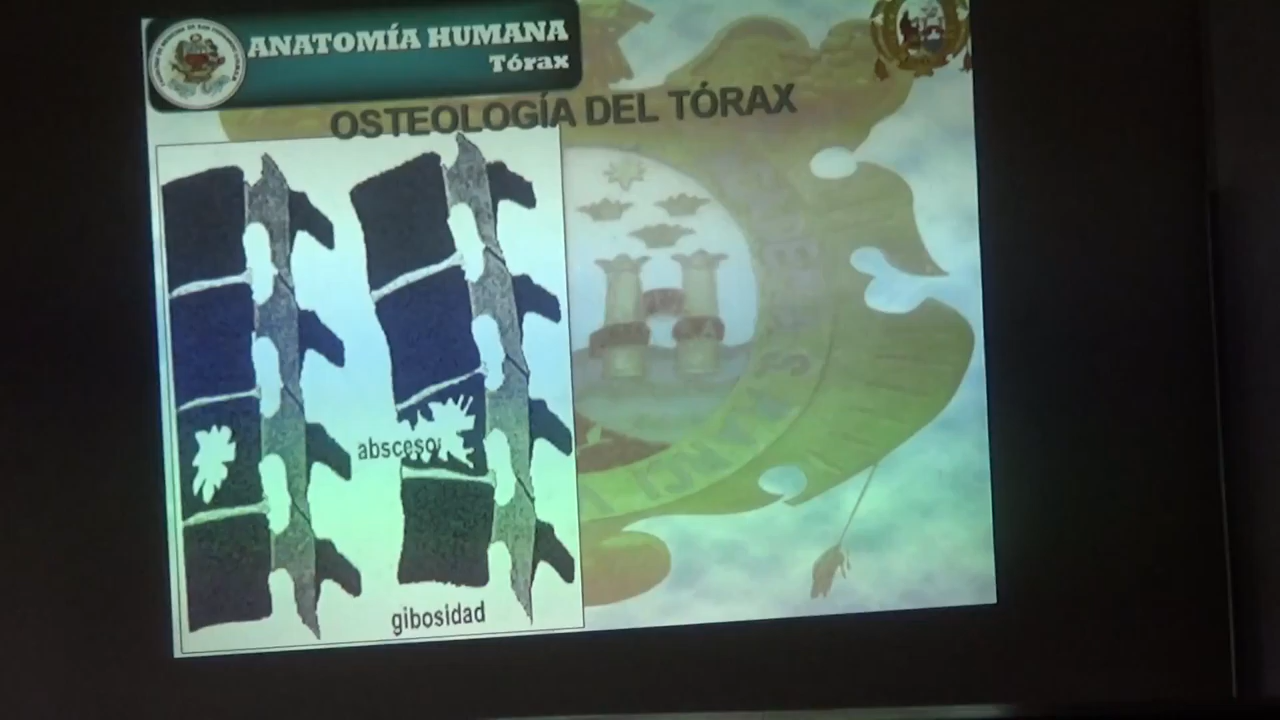 ANATOMÍA HUMANA
Tórax
OSTEOLOGÍA DEL TÓRAX
absceso
gibosidad